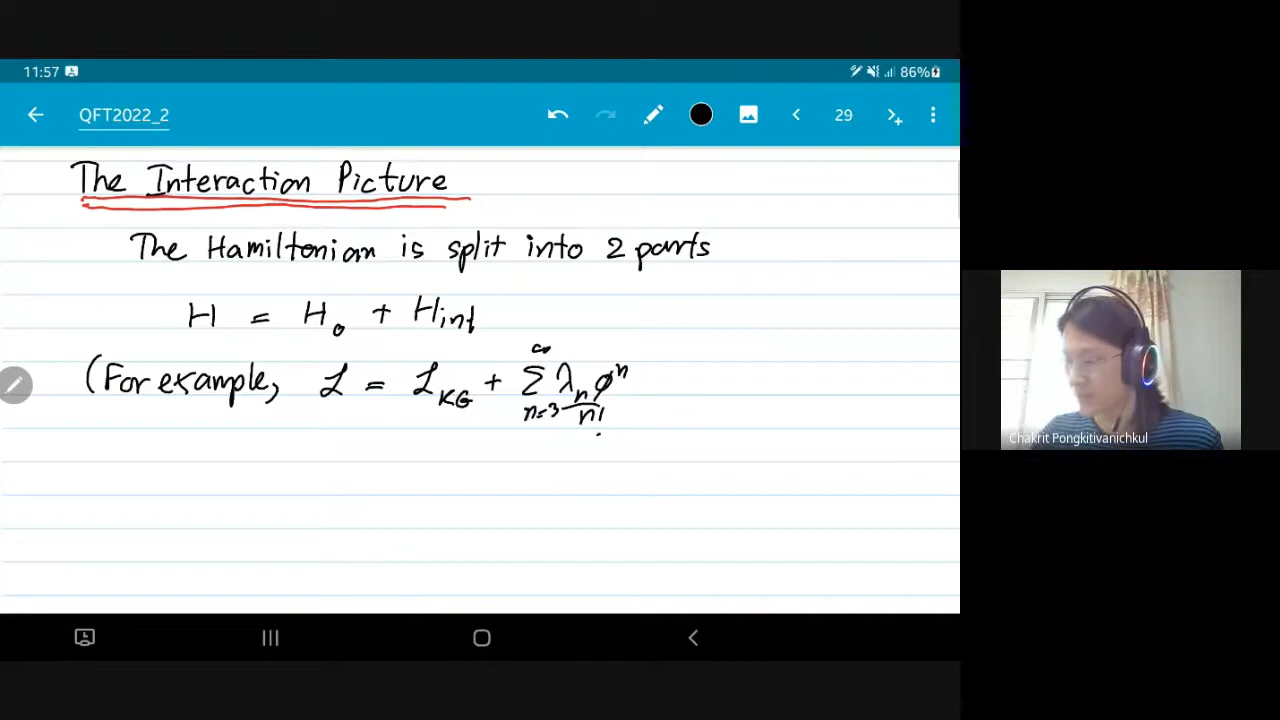 11:57 86%
QFT2022_2 29
The Interaction Picture
The Hamiltonian is split into 2 parts
H = H₀ + H_int
(For example, ℒ = ℒ_KG + ∑_{n=3}^{∞} λ_n/n! φ^n
Chakrit Pongkitivanichkul